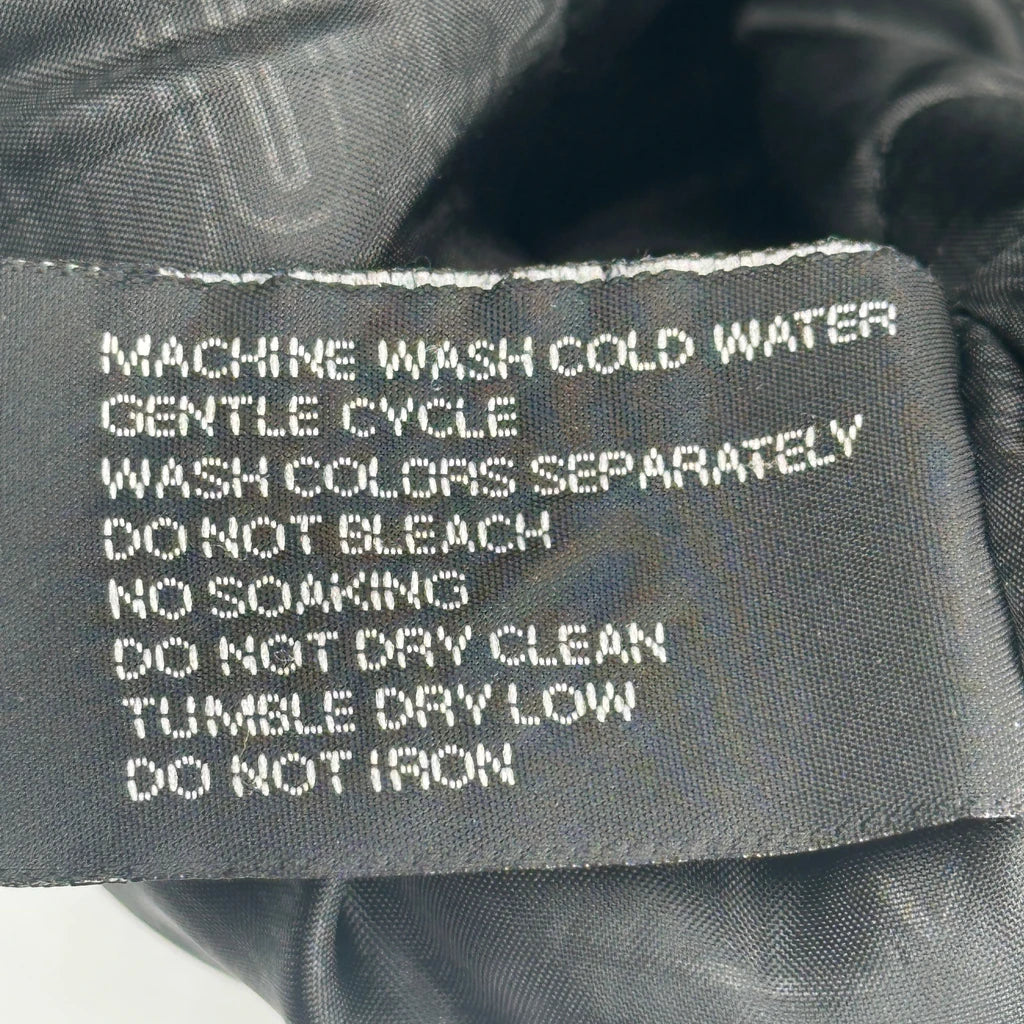 MACHINE WASH COLD WATER
GENTLE CYCLE
WASH COLORS SEPARATELY
DO NOT BLEACH
NO SOAKING
DO NOT DRY CLEAN
TUMBLE DRY LOW
DO NOT IRON